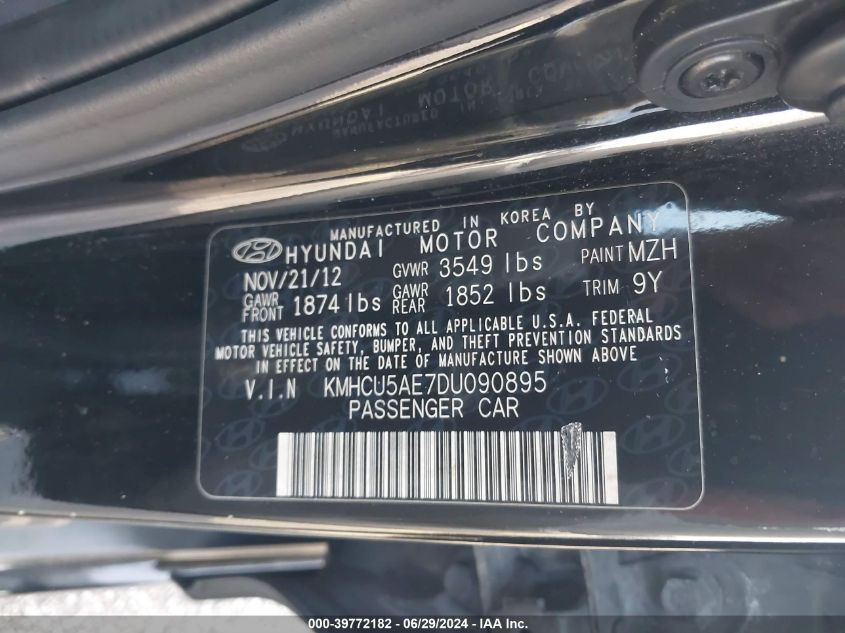 MANUFACTURED IN KOREA BY
HYUNDAI MOTOR COMPANY
NOV/21/12 GVWR 3549 lbs PAINT MZH
GAWR FRONT 1874 lbs GAWR REAR 1852 lbs TRIM 9Y
THIS VEHICLE CONFORMS TO ALL APPLICABLE U.S.A. FEDERAL
MOTOR VEHICLE SAFETY, BUMPER, AND THEFT PREVENTION STANDARDS
IN EFFECT ON THE DATE OF MANUFACTURE SHOWN ABOVE
V.I.N KMHCU5AE7DU090895
PASSENGER CAR
000-39772182 - 06/29/2024 - IAA Inc.